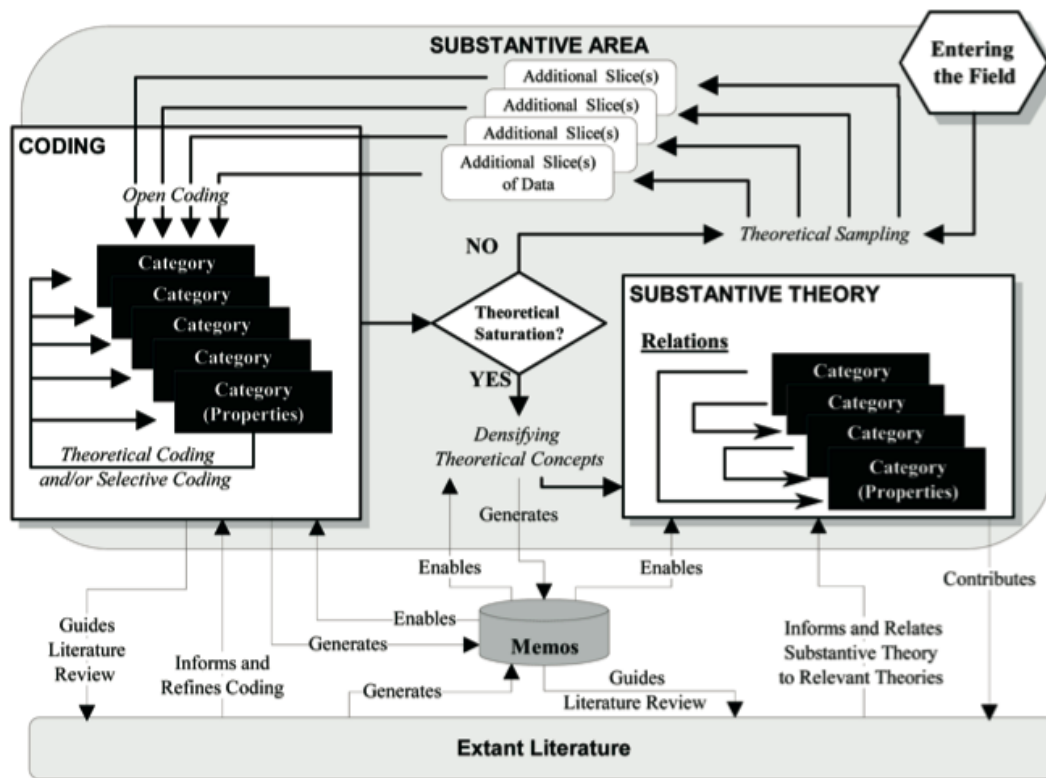 SUBSTANTIVE AREA
Entering
the Field
Additional Slice(s)
Additional Slice(s)
Additional Slice(s)
Additional Slice(s)
of Data
CODING
Open Coding
Category
Category
Category
Category
Category
(Properties)
Theoretical Coding
and/or Selective Coding
NO
Theoretical Sampling
Theoretical
Saturation?
YES
Densifying
Theoretical Concepts
SUBSTANTIVE THEORY
Relations
Category
Category
Category
Category
(Properties)
Generates
Enables
Enables
Contributes
Guides
Literature
Review
Informs and
Refines Coding
Enables
Generates
Generates
Memos
Guides
Literature Review
Informs and Relates
Substantive Theory
to Relevant Theories
Extant Literature